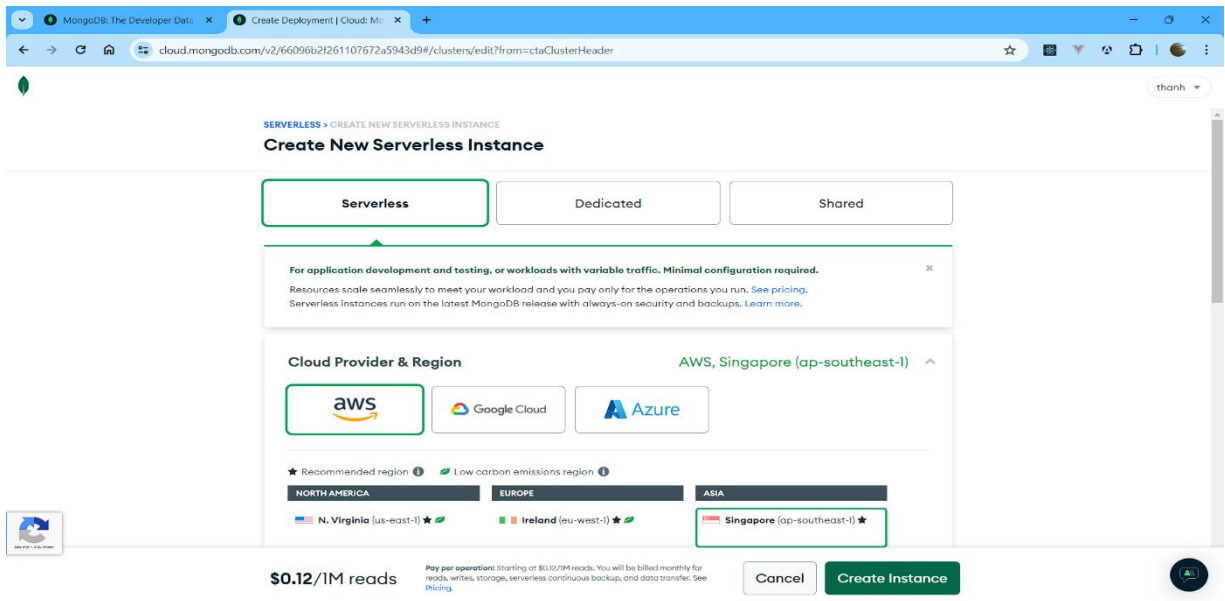 MongoDB: The Developer Data
Create Deployment | Cloud: Mo
cloud.mongodb.com/v2/66096b2f261107672a5943d9#/clusters/edit?from=ctaClusterHeader
thanh
SERVERLESS > CREATE NEW SERVERLESS INSTANCE
Create New Serverless Instance
Serverless Dedicated Shared
For application development and testing, or workloads with variable traffic. Minimal configuration required.
Resources scale seamlessly to meet your workload and you pay only for the operations you run. See pricing.
Serverless instances run on the latest MongoDB release with always-on security and backups. Learn more.
Cloud Provider & Region AWS, Singapore (ap-southeast-1)
aws Google Cloud Azure
Recommended region Low carbon emissions region
NORTH AMERICA EUROPE ASIA
N. Virginia (us-east-1) Ireland (eu-west-1) Singapore (ap-southeast-1)
$0.12/1M reads
Pay per operation! Starting at $0.12/1M reads. You will be billed monthly for
reads, writes, storage, serverless continuous backup, and data transfer. See
Pricing.
Cancel Create Instance